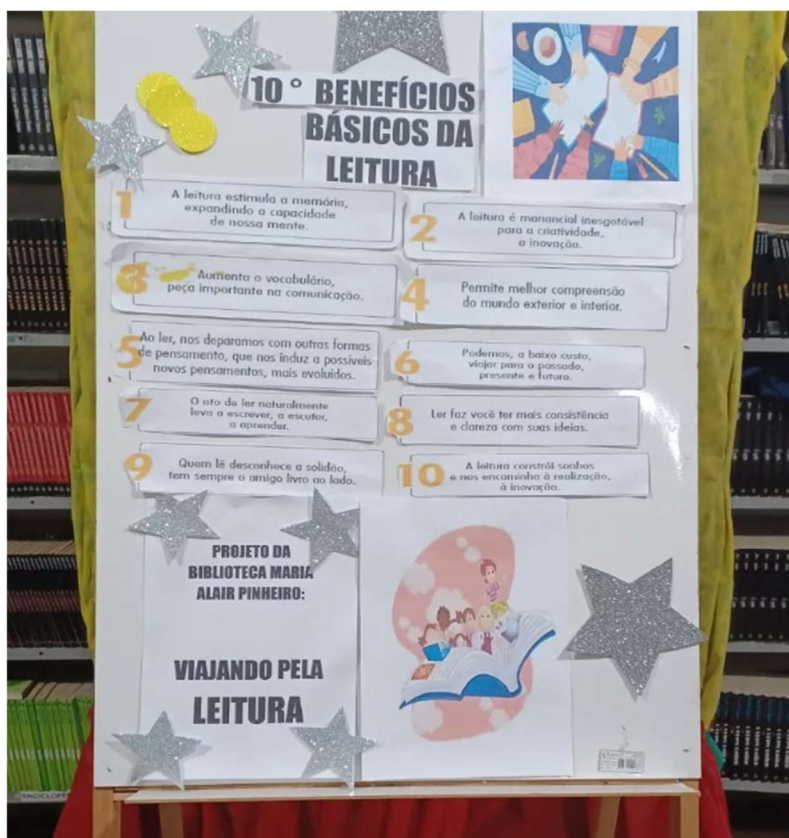 10 ° BENEFÍCIOS
BÁSICOS DA
LEITURA
1
A leitura estimula a memória,
expandindo a capacidade
de nossa mente.
2
A leitura é manancial inesgotável
para a criatividade,
a inovação.
Aumenta o vocabulário,
peça importante na comunicação.
4
Permite melhor compreensão
do mundo exterior e interior.
5
Ao ler, nos deparamos com outras formas
de pensamento, que nos induz a possíveis
novos pensamentos, mais evoluídos.
6
Podemos, a baixo custo,
viajar para o passado,
presente e futuro.
7
O ato de ler naturalmente
leva a escrever, a escutar,
a aprender.
8
Ler faz você ter mais consistência
e clareza com suas ideias.
9
Quem lê desconhece a solidão,
tem sempre o amigo livro ao lado.
10
A leitura constrói sonhos
e nos encaminha à realização,
à inovação.
PROJETO DA
BIBLIOTECA MARIA
ALAIR PINHEIRO:
VIAJANDO PELA
LEITURA